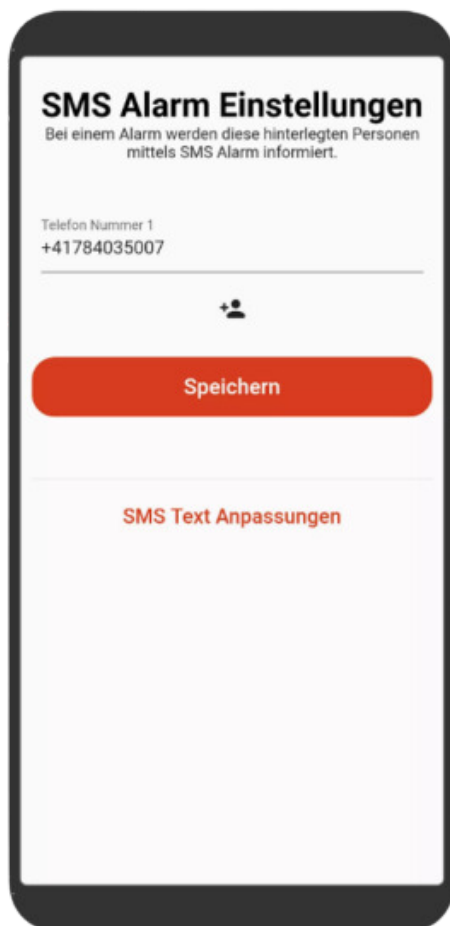 SMS Alarm Einstellungen
Bei einem Alarm werden diese hinterlegten Personen
mittels SMS Alarm informiert.
Telefon Nummer 1
+41784035007
Speichern
SMS Text Anpassungen